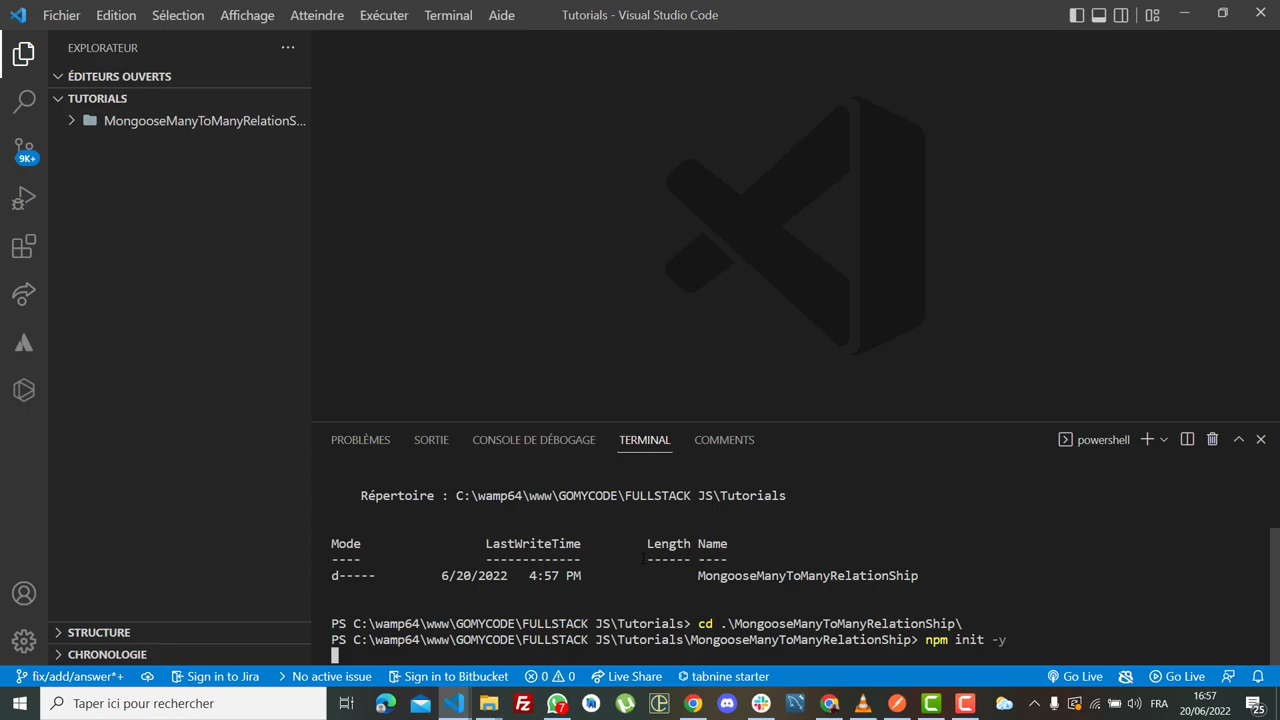 Fichier Edition Sélection Affichage Atteindre Exécuter Terminal Aide Tutorials - Visual Studio Code
EXPLORATEUR
ÉDITEURS OUVERTS
TUTORIALS
MongooseManyToManyRelationS...
9K+
PROBLÈMES SORTIE CONSOLE DE DÉBOGAGE TERMINAL COMMENTS powershell
Répertoire : C:\wamp64\www\GOMYCODE\FULLSTACK JS\Tutorials
Mode LastWriteTime Length Name
---- ------------- ------ ----
d----- 6/20/2022 4:57 PM MongooseManyToManyRelationShip
PS C:\wamp64\www\GOMYCODE\FULLSTACK JS\Tutorials> cd .\MongooseManyToManyRelationShip\
PS C:\wamp64\www\GOMYCODE\FULLSTACK JS\Tutorials\MongooseManyToManyRelationShip> npm init -y
STRUCTURE
CHRONOLOGIE
fix/add/answer*+ Sign in to Jira No active issue Sign in to Bitbucket 0 0 Live Share tabnine starter Go Live Go Live
Taper ici pour rechercher 7 FRA 16:57
20/06/2022 25